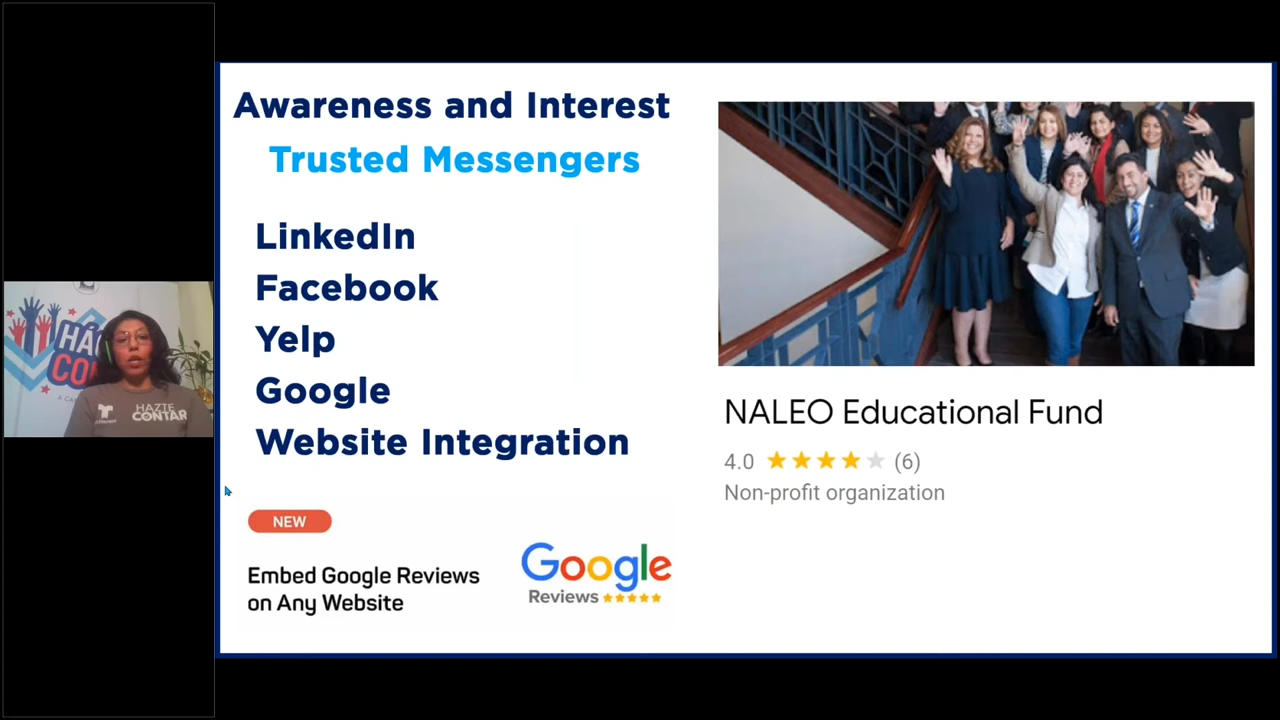 Awareness and Interest
Trusted Messengers
LinkedIn
Facebook
Yelp
Google
Website Integration
NEW
Embed Google Reviews
on Any Website
Google
Reviews
NALEO Educational Fund
4.0 (6)
Non-profit organization
HAZTE
CONTAR